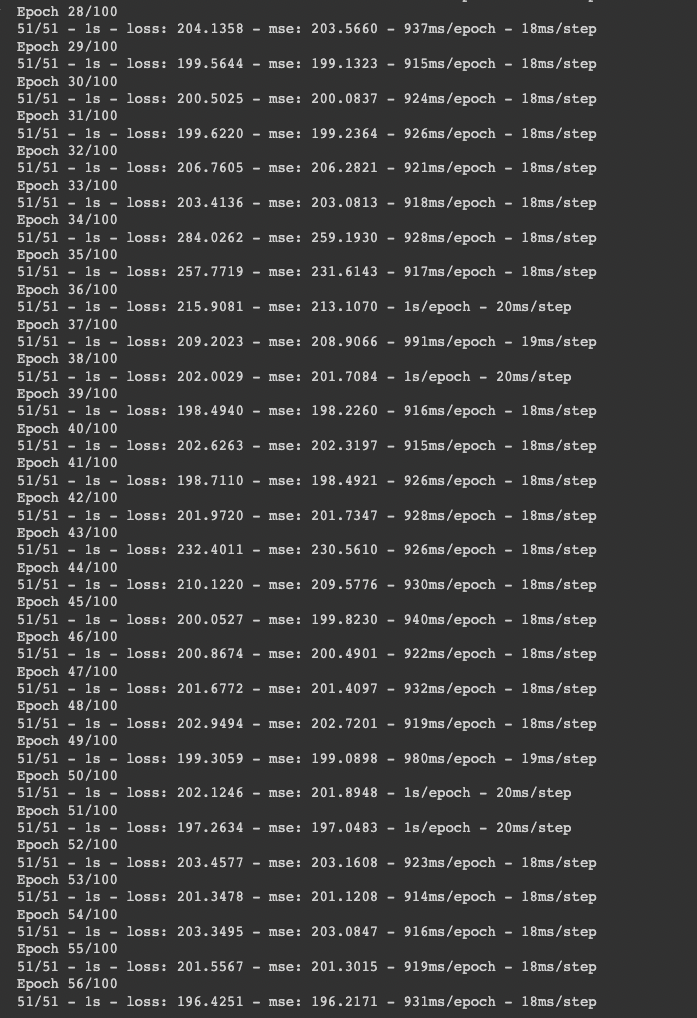 Epoch 28/100
51/51 - 1s - loss: 204.1358 - mse: 203.5660 - 937ms/epoch - 18ms/step
Epoch 29/100
51/51 - 1s - loss: 199.5644 - mse: 199.1323 - 915ms/epoch - 18ms/step
Epoch 30/100
51/51 - 1s - loss: 200.5025 - mse: 200.0837 - 924ms/epoch - 18ms/step
Epoch 31/100
51/51 - 1s - loss: 199.6220 - mse: 199.2364 - 926ms/epoch - 18ms/step
Epoch 32/100
51/51 - 1s - loss: 206.7605 - mse: 206.2821 - 921ms/epoch - 18ms/step
Epoch 33/100
51/51 - 1s - loss: 203.4136 - mse: 203.0813 - 918ms/epoch - 18ms/step
Epoch 34/100
51/51 - 1s - loss: 284.0262 - mse: 259.1930 - 928ms/epoch - 18ms/step
Epoch 35/100
51/51 - 1s - loss: 257.7719 - mse: 231.6143 - 917ms/epoch - 18ms/step
Epoch 36/100
51/51 - 1s - loss: 215.9081 - mse: 213.1070 - 1s/epoch - 20ms/step
Epoch 37/100
51/51 - 1s - loss: 209.2023 - mse: 208.9066 - 991ms/epoch - 19ms/step
Epoch 38/100
51/51 - 1s - loss: 202.0029 - mse: 201.7084 - 1s/epoch - 20ms/step
Epoch 39/100
51/51 - 1s - loss: 198.4940 - mse: 198.2260 - 916ms/epoch - 18ms/step
Epoch 40/100
51/51 - 1s - loss: 202.6263 - mse: 202.3197 - 915ms/epoch - 18ms/step
Epoch 41/100
51/51 - 1s - loss: 198.7110 - mse: 198.4921 - 926ms/epoch - 18ms/step
Epoch 42/100
51/51 - 1s - loss: 201.9720 - mse: 201.7347 - 928ms/epoch - 18ms/step
Epoch 43/100
51/51 - 1s - loss: 232.4011 - mse: 230.5610 - 926ms/epoch - 18ms/step
Epoch 44/100
51/51 - 1s - loss: 210.1220 - mse: 209.5776 - 930ms/epoch - 18ms/step
Epoch 45/100
51/51 - 1s - loss: 200.0527 - mse: 199.8230 - 940ms/epoch - 18ms/step
Epoch 46/100
51/51 - 1s - loss: 200.8674 - mse: 200.4901 - 922ms/epoch - 18ms/step
Epoch 47/100
51/51 - 1s - loss: 201.6772 - mse: 201.4097 - 932ms/epoch - 18ms/step
Epoch 48/100
51/51 - 1s - loss: 202.9494 - mse: 202.7201 - 919ms/epoch - 18ms/step
Epoch 49/100
51/51 - 1s - loss: 199.3059 - mse: 199.0898 - 980ms/epoch - 19ms/step
Epoch 50/100
51/51 - 1s - loss: 202.1246 - mse: 201.8948 - 1s/epoch - 20ms/step
Epoch 51/100
51/51 - 1s - loss: 197.2634 - mse: 197.0483 - 1s/epoch - 20ms/step
Epoch 52/100
51/51 - 1s - loss: 203.4577 - mse: 203.1608 - 923ms/epoch - 18ms/step
Epoch 53/100
51/51 - 1s - loss: 201.3478 - mse: 201.1208 - 914ms/epoch - 18ms/step
Epoch 54/100
51/51 - 1s - loss: 203.3495 - mse: 203.0847 - 916ms/epoch - 18ms/step
Epoch 55/100
51/51 - 1s - loss: 201.5567 - mse: 201.3015 - 919ms/epoch - 18ms/step
Epoch 56/100
51/51 - 1s - loss: 196.4251 - mse: 196.2171 - 931ms/epoch - 18ms/step